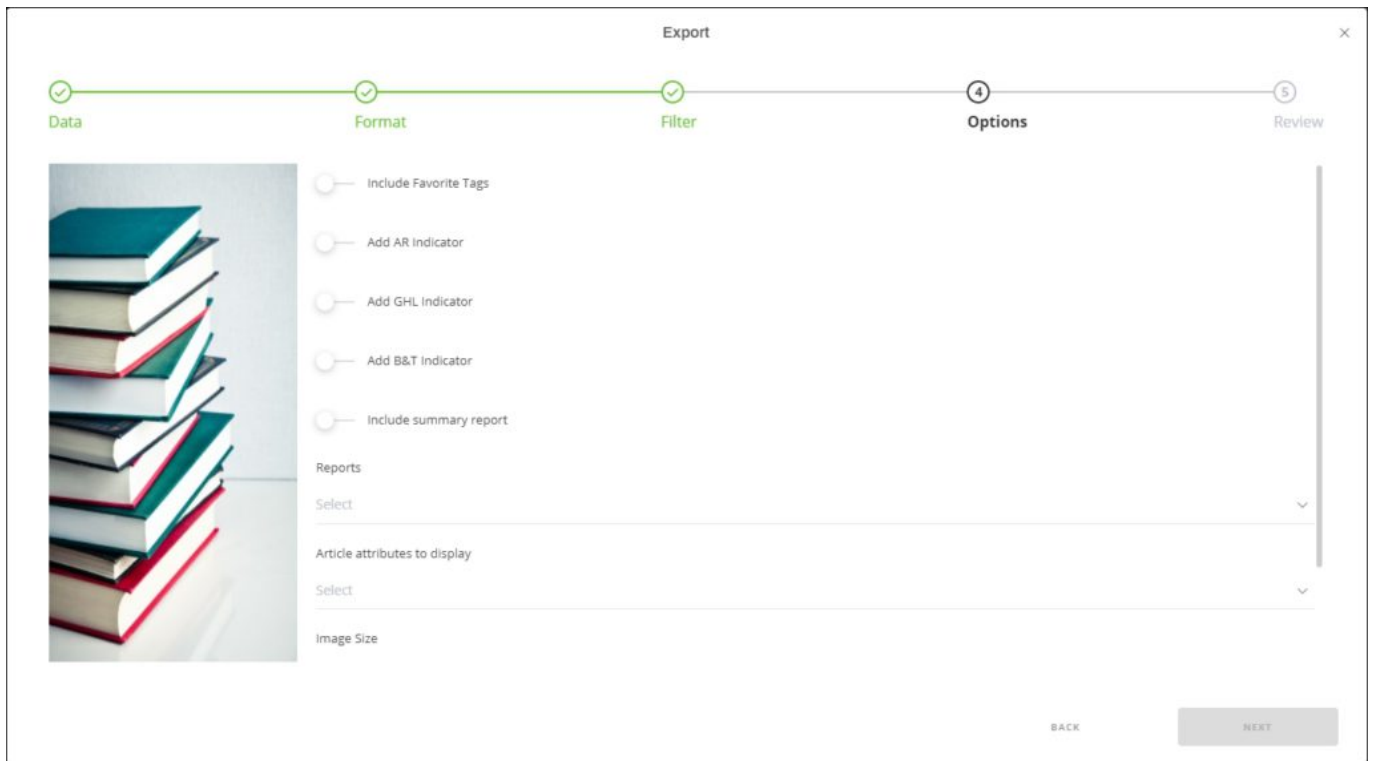 Export
4
5
Data
Format
Filter
Options
Review
Include Favorite Tags
Add AR Indicator
Add GHL Indicator
Add B&T Indicator
Include summary report
Reports
Select
Article attributes to display
Select
Image Size
BACK
NEXT